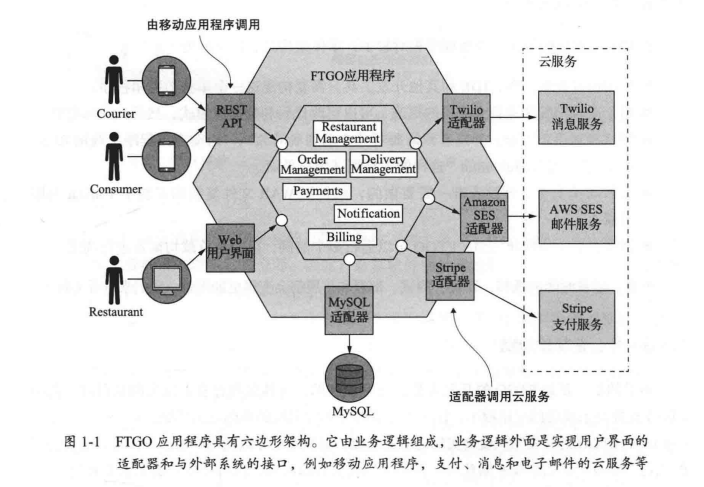 由移动应用程序调用
FTGO应用程序
云服务
Courier
REST
API
Twilio
适配器
Twilio
消息服务
Restaurant
Management
Order
Management
Delivery
Management
Consumer
Payments
Notification
Amazon
SES
适配器
AWS SES
邮件服务
Web
用户界面
Billing
Stripe
适配器
Restaurant
MySQL
适配器
Stripe
支付服务
MySQL
适配器调用云服务
图 1-1 FTGO 应用程序具有六边形架构。它由业务逻辑组成，业务逻辑外面是实现用户界面的
适配器和与外部系统的接口，例如移动应用程序，支付、消息和电子邮件的云服务等